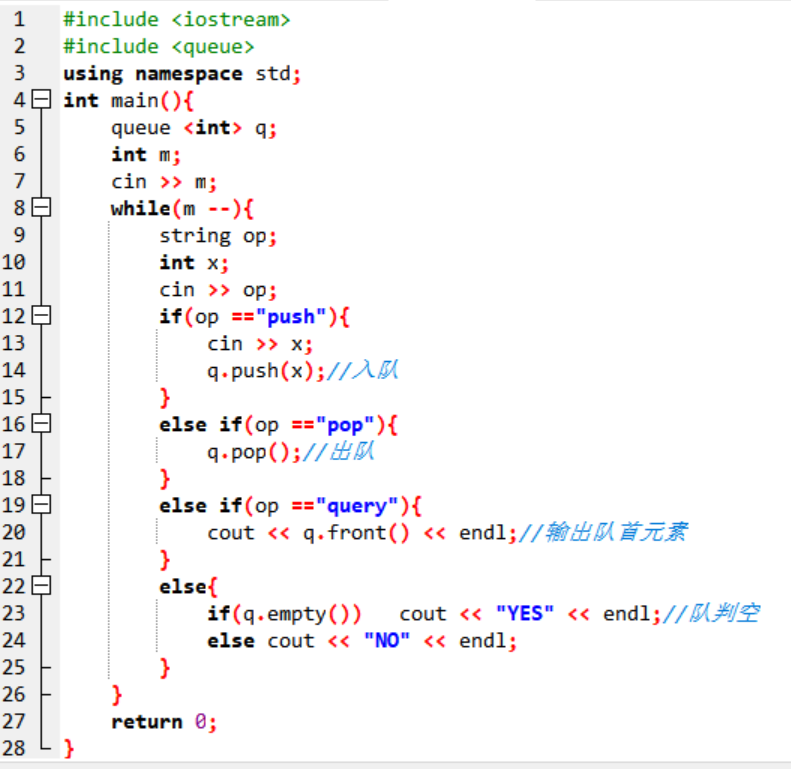 1 #include <iostream>
2 #include <queue>
3 using namespace std;
4 int main(){
5     queue <int> q;
6     int m;
7     cin >> m;
8     while(m --){
9         string op;
10         int x;
11         cin >> op;
12         if(op =="push"){
13             cin >> x;
14             q.push(x);//入队
15         }
16         else if(op =="pop"){
17             q.pop();//出队
18         }
19         else if(op =="query"){
20             cout << q.front() << endl;//输出队首元素
21         }
22         else{
23             if(q.empty())   cout << "YES" << endl;//队判空
24             else cout << "NO" << endl;
25         }
26     }
27     return 0;
28 }